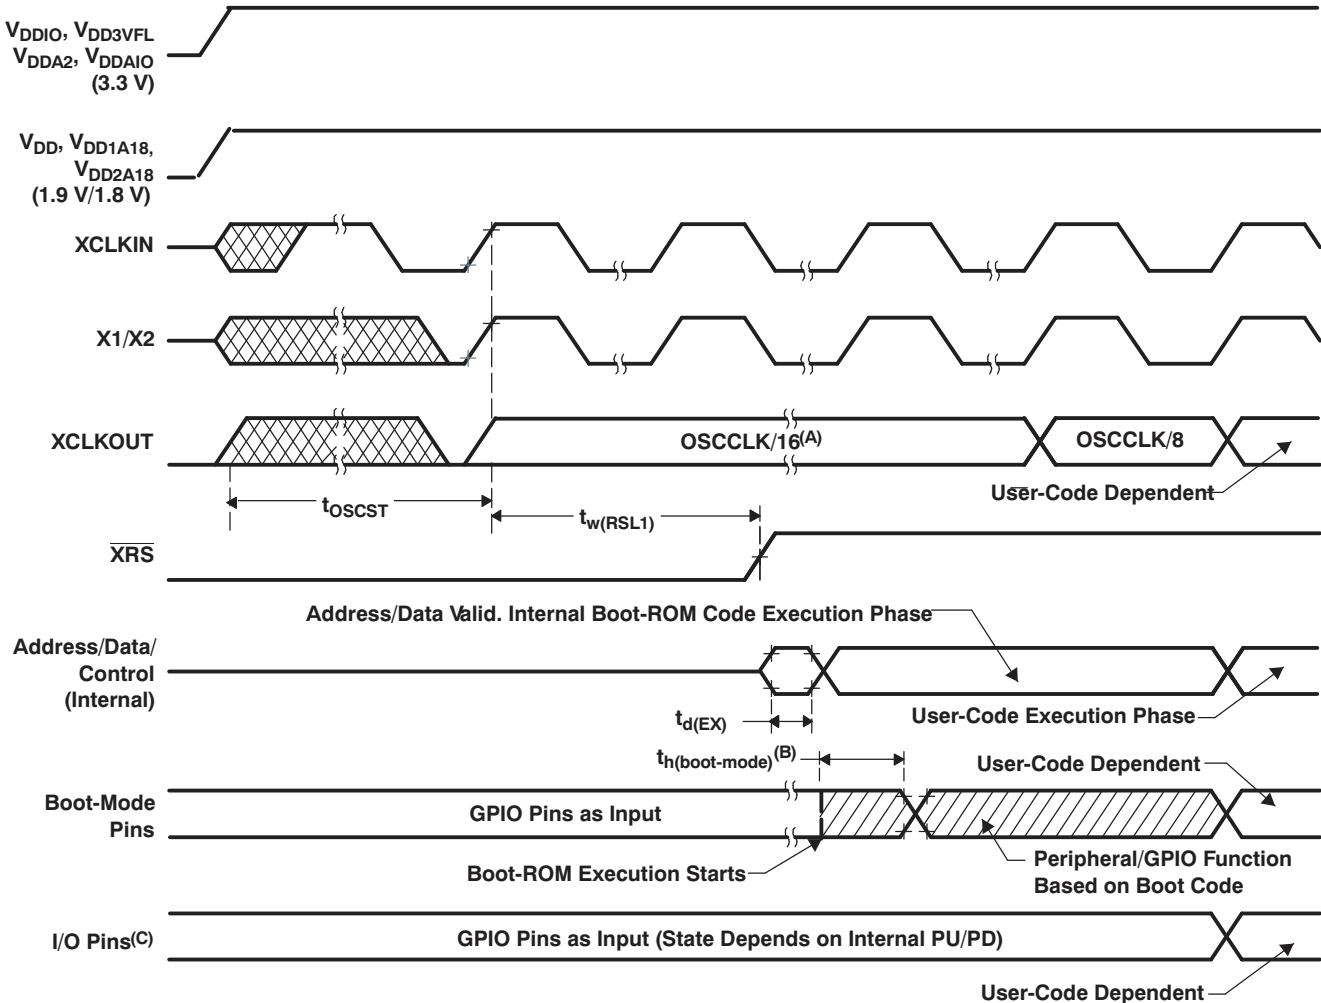 VDDIO, VDD3VFL
VDDA2, VDDAIO
(3.3 V)
VDD, VDD1A18,
VDD2A18
(1.9 V/1.8 V)
XCLKIN
X1/X2
XCLKOUT
OSCCLK/16(A)
OSCCLK/8
User-Code Dependent
tOSCST
tw(RSL1)
XRS
Address/Data Valid. Internal Boot-ROM Code Execution Phase
Address/Data/
Control
(Internal)
td(EX)
User-Code Execution Phase
th(boot-mode)(B)
User-Code Dependent
Boot-Mode
Pins
GPIO Pins as Input
Boot-ROM Execution Starts
Peripheral/GPIO Function
Based on Boot Code
I/O Pins(C)
GPIO Pins as Input (State Depends on Internal PU/PD)
User-Code Dependent